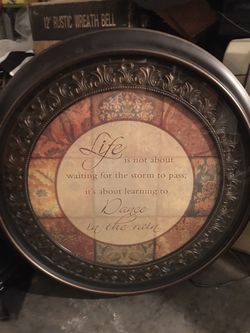 12" RUSTIC WREATH BELL
Life
is not about
waiting for the storm to pass;
it's about learning to
Dance
in the rain